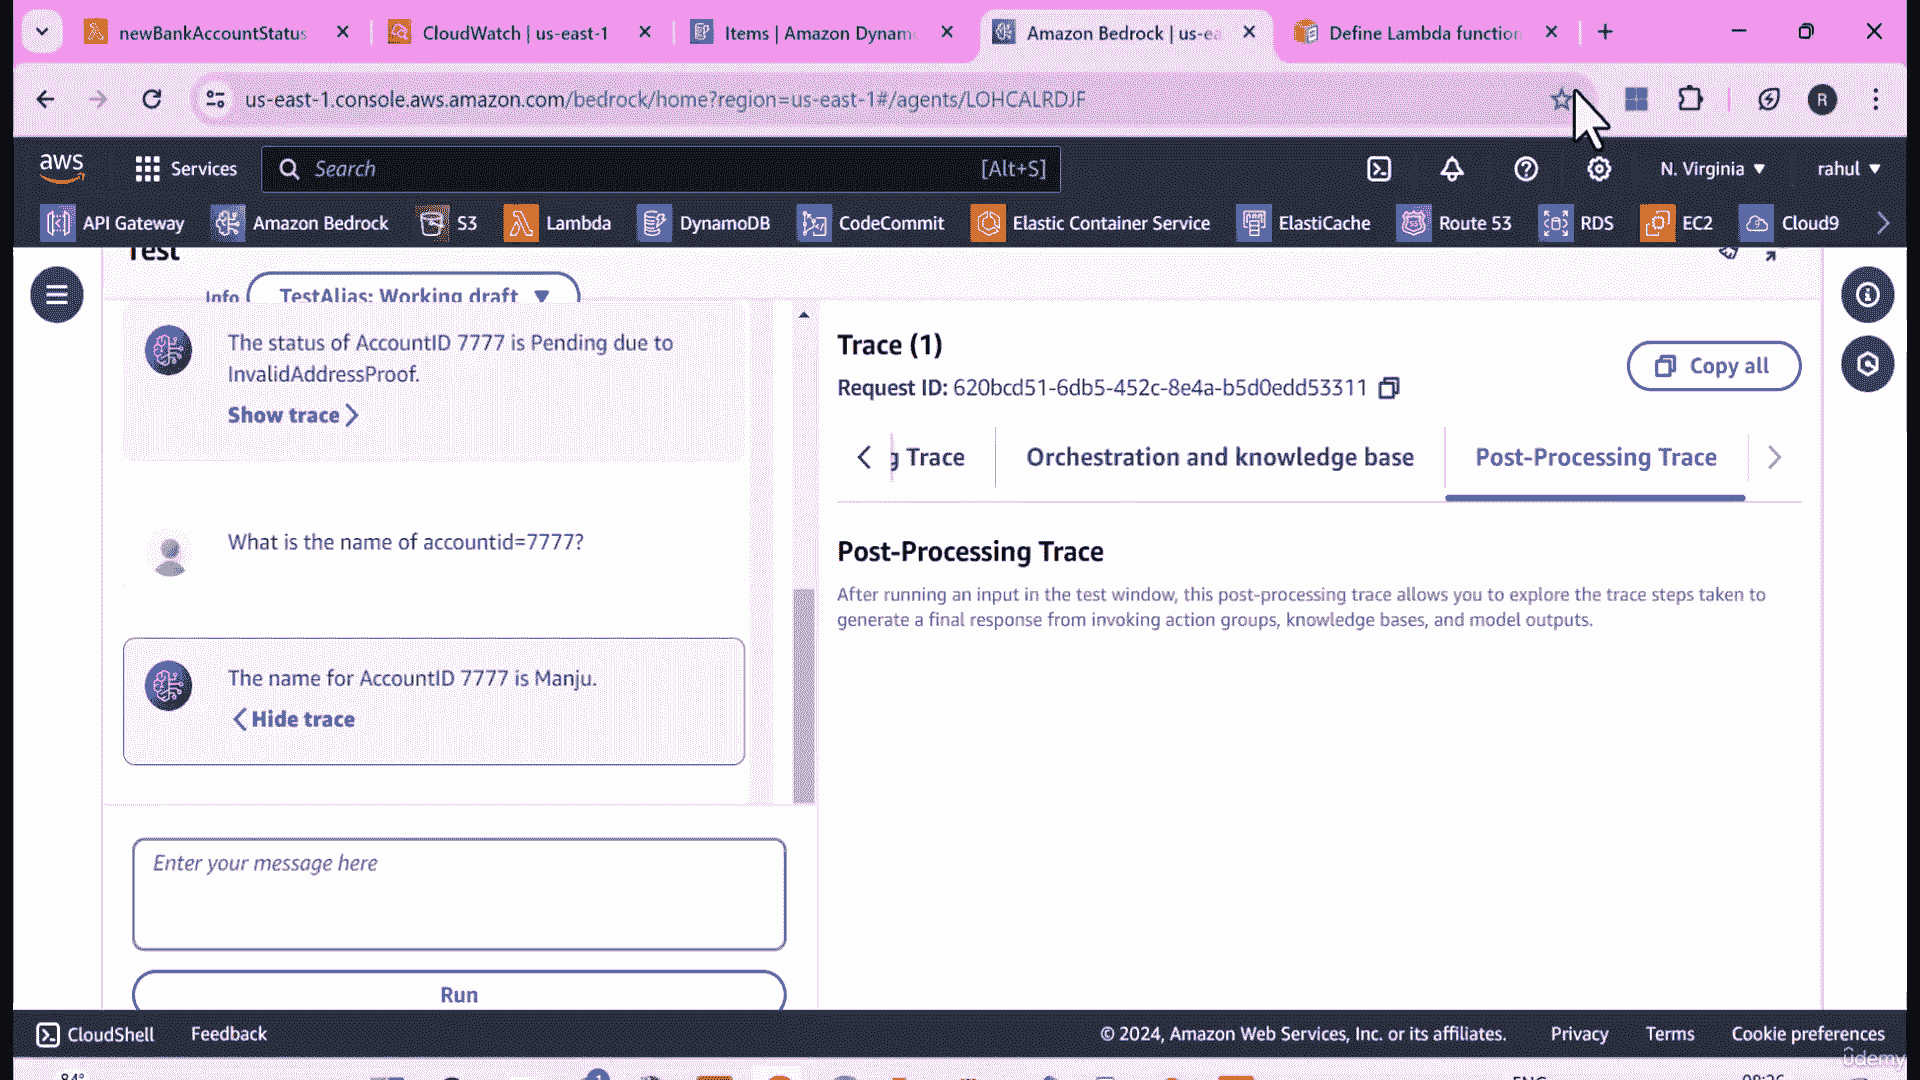 newBankAccountStatus
CloudWatch | us-east-1
Items | Amazon Dynam
Amazon Bedrock | us-ea
Define Lambda function
us-east-1.console.aws.amazon.com/bedrock/home?region=us-east-1#/agents/LOHCALRDJF
R
aws
Services
Search
[Alt+S]
N. Virginia
rahul
API Gateway
Amazon Bedrock
S3
Lambda
DynamoDB
CodeCommit
Elastic Container Service
ElastiCache
Route 53
RDS
EC2
Cloud9
Test
Info
TestAlias: Working draft
The status of AccountID 7777 is Pending due to
InvalidAddressProof.
Show trace
What is the name of accountid=7777?
The name for AccountID 7777 is Manju.
Hide trace
Enter your message here
Run
Trace (1)
Copy all
Request ID: 620bcd51-6db5-452c-8e4a-b5d0edd53311
g Trace
Orchestration and knowledge base
Post-Processing Trace
Post-Processing Trace
After running an input in the test window, this post-processing trace allows you to explore the trace steps taken to
generate a final response from invoking action groups, knowledge bases, and model outputs.
CloudShell
Feedback
© 2024, Amazon Web Services, Inc. or its affiliates.
Privacy
Terms
Cookie preferences
ûdemy
84°
1
ENG